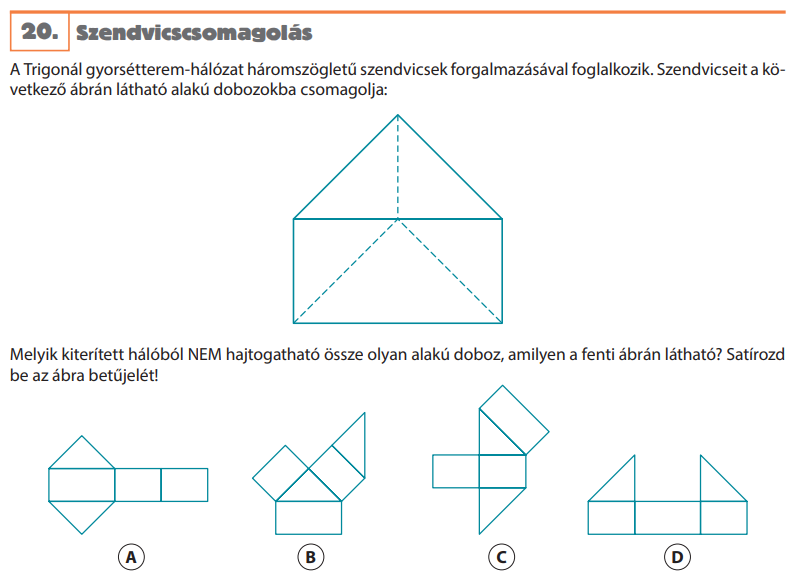 20. Szendvicscsomagolás
A Trigonál gyorsétterem-hálózat háromszögletű szendvicsek forgalmazásával foglalkozik. Szendvicseit a kö-
vetkező ábrán látható alakú dobozokba csomagolja:
Melyik kiterített hálóból NEM hajtogatható össze olyan alakú doboz, amilyen a fenti ábrán látható? Satírozd
be az ábra betűjelét!
A B C D